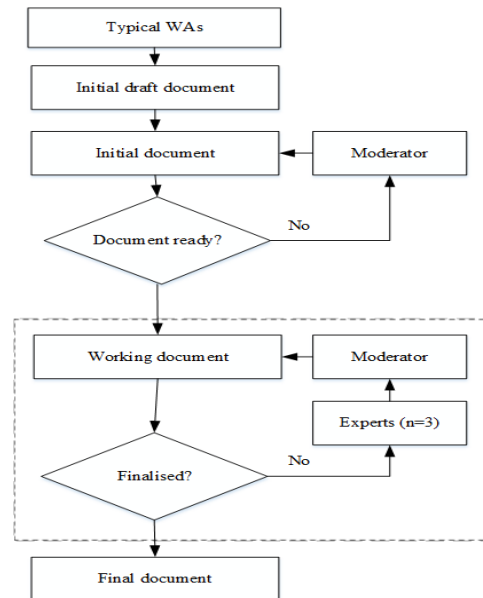 Typical WAs
Initial draft document
Initial document
Moderator
Document ready?
No
Working document
Moderator
Experts (n=3)
Finalised?
No
Final document